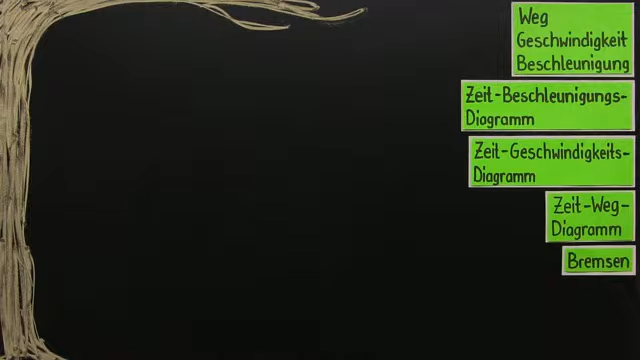 Weg
Geschwindigkeit
Beschleunigung
Zeit-Beschleunigungs-
Diagramm
Zeit-Geschwindigkeits-
Diagramm
Zeit-Weg-
Diagramm
Bremsen